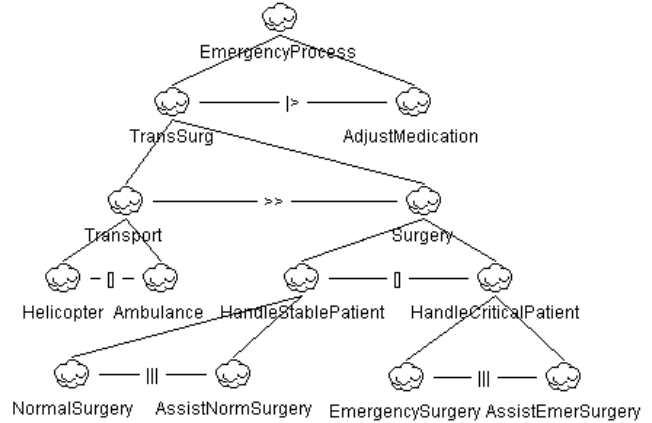 EmergencyProcess
|>
TransSurg AdjustMedication
>>
Transport Surgery
[] []
Helicopter Ambulance HandleStablePatient HandleCriticalPatient
||| |||
NormalSurgery AssistNormSurgery EmergencySurgery AssistEmerSurgery